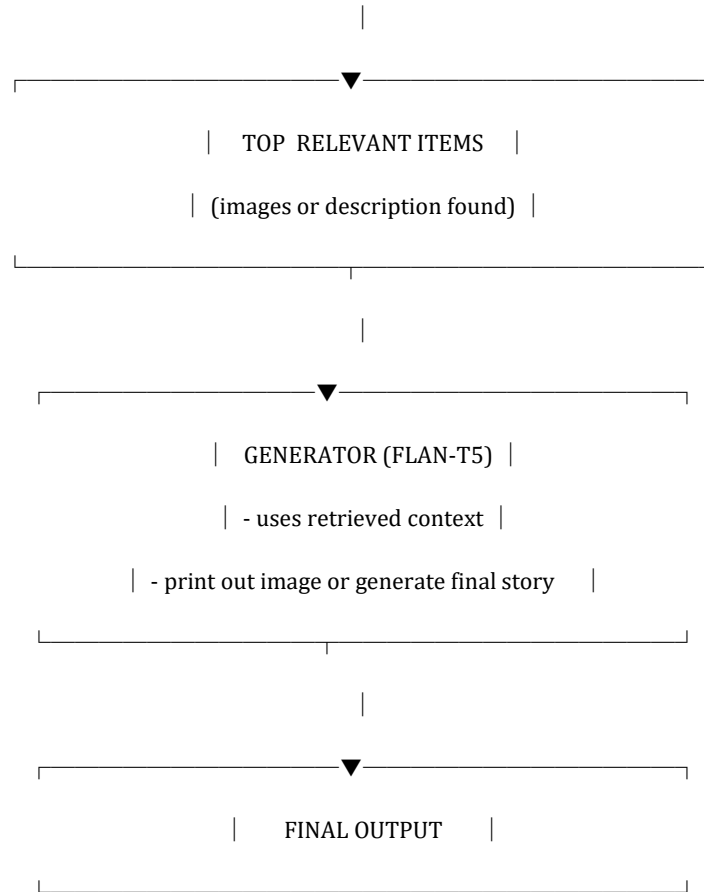 TOP RELEVANT ITEMS
(images or description found)
GENERATOR (FLAN-T5)
- uses retrieved context
- print out image or generate final story
FINAL OUTPUT